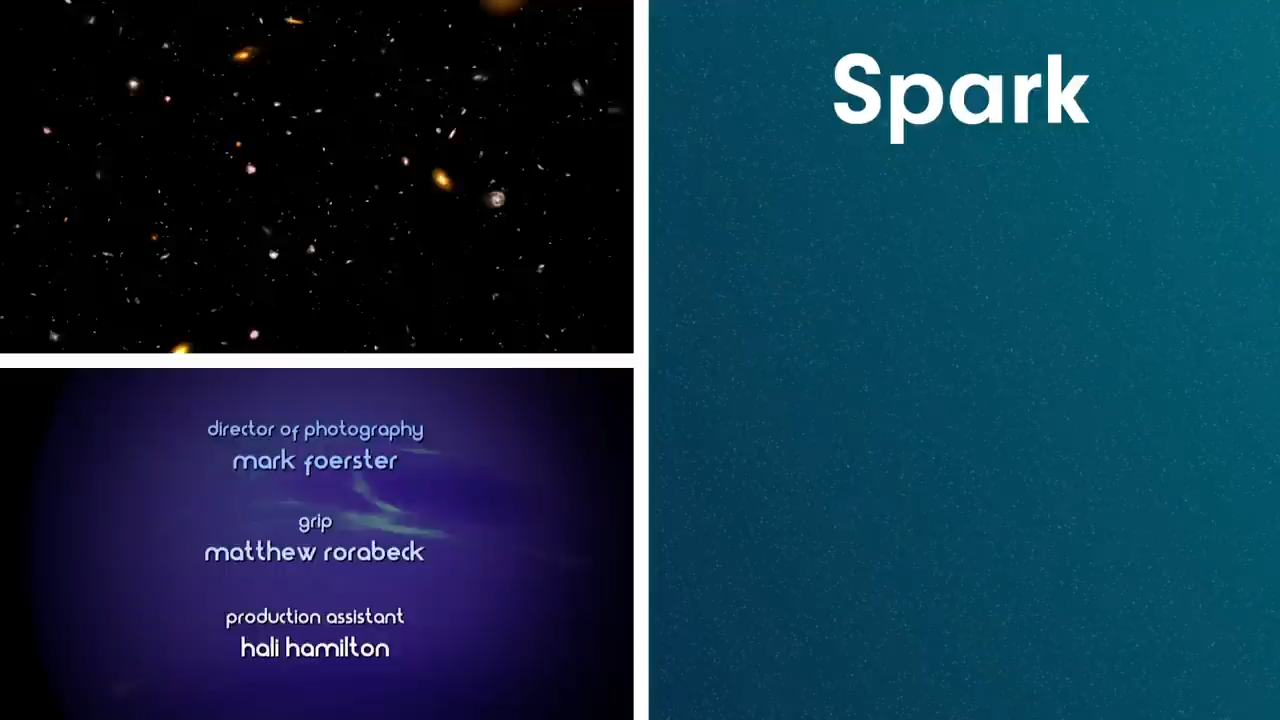 Spark
director of photography
mark foerster
grip
matthew rorabeck
production assistant
hali hamilton